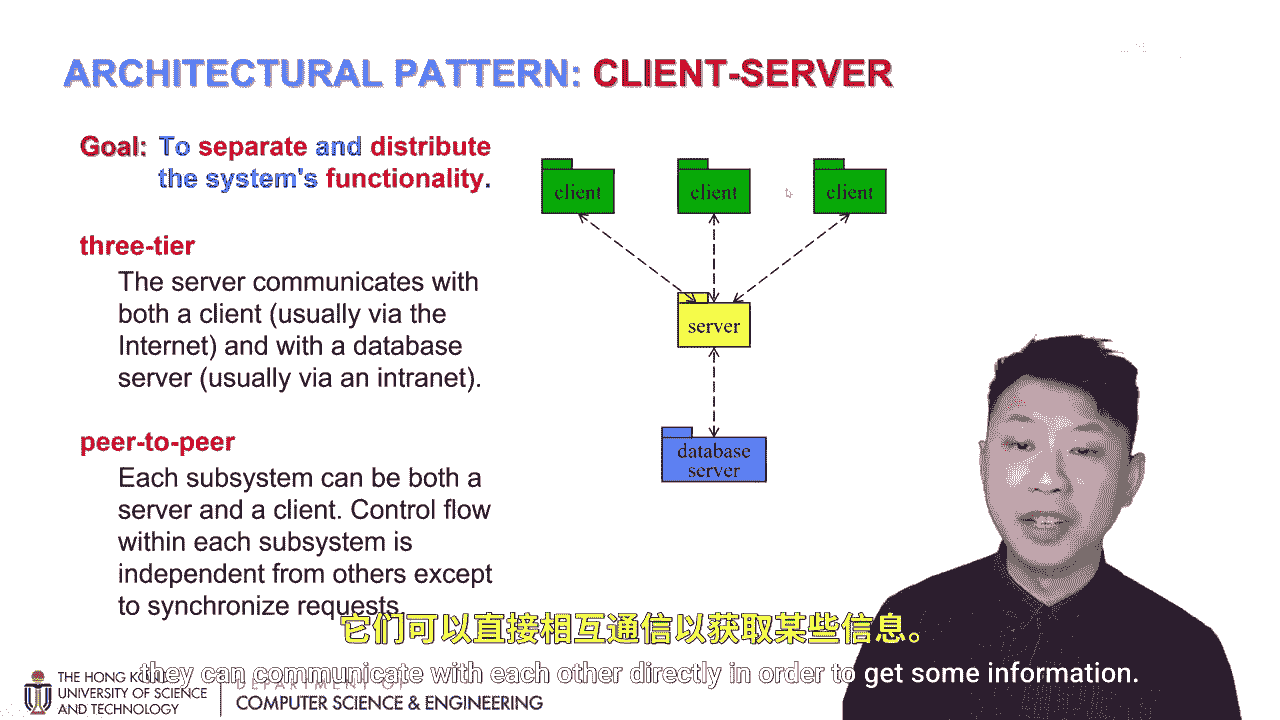 ARCHITECTURAL PATTERN: CLIENT-SERVER
Goal: To separate and distribute
the system's functionality.
three-tier
The server communicates with
both a client (usually via the
Internet) and with a database
server (usually via an intranet).
peer-to-peer
Each subsystem can be both a
server and a client. Control flow
within each subsystem is
independent from others except
to synchronize requests.
client
client
client
server
database
server
它们可以直接相互通信以获取某些信息。
they can communicate with each other directly in order to get some information.
THE HONG KONG
UNIVERSITY OF SCIENCE
AND TECHNOLOGY
DEPARTMENT OF
COMPUTER SCIENCE & ENGINEERING